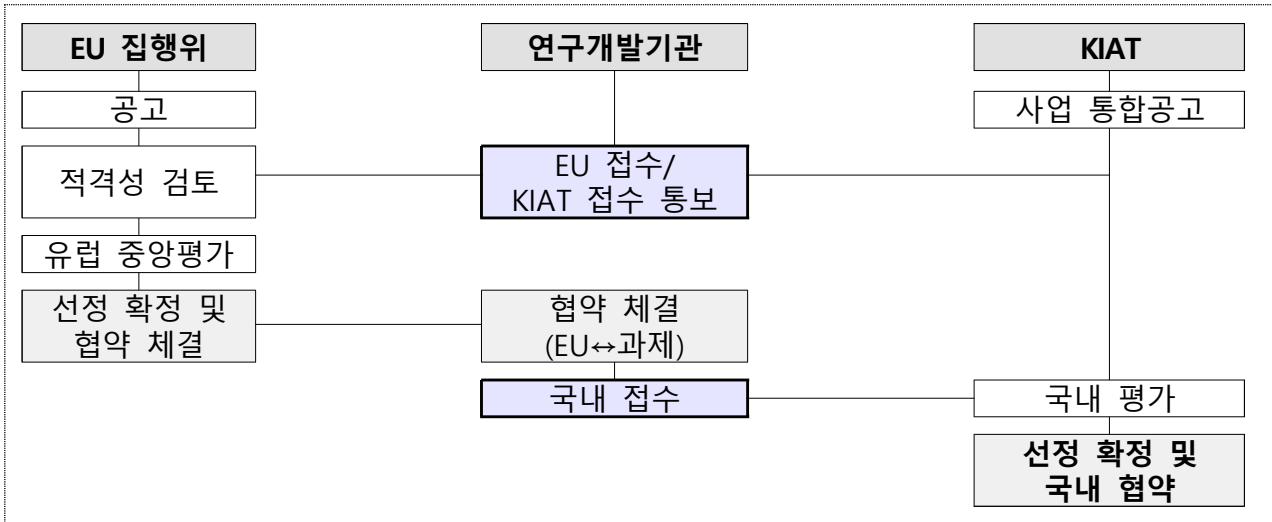 EU 집행위
연구개발기관
KIAT
공고
사업 통합공고
적격성 검토
EU 접수/
KIAT 접수 통보
유럽 중앙평가
선정 확정 및
협약 체결
협약 체결
(EU↔과제)
국내 접수
국내 평가
선정 확정 및
국내 협약